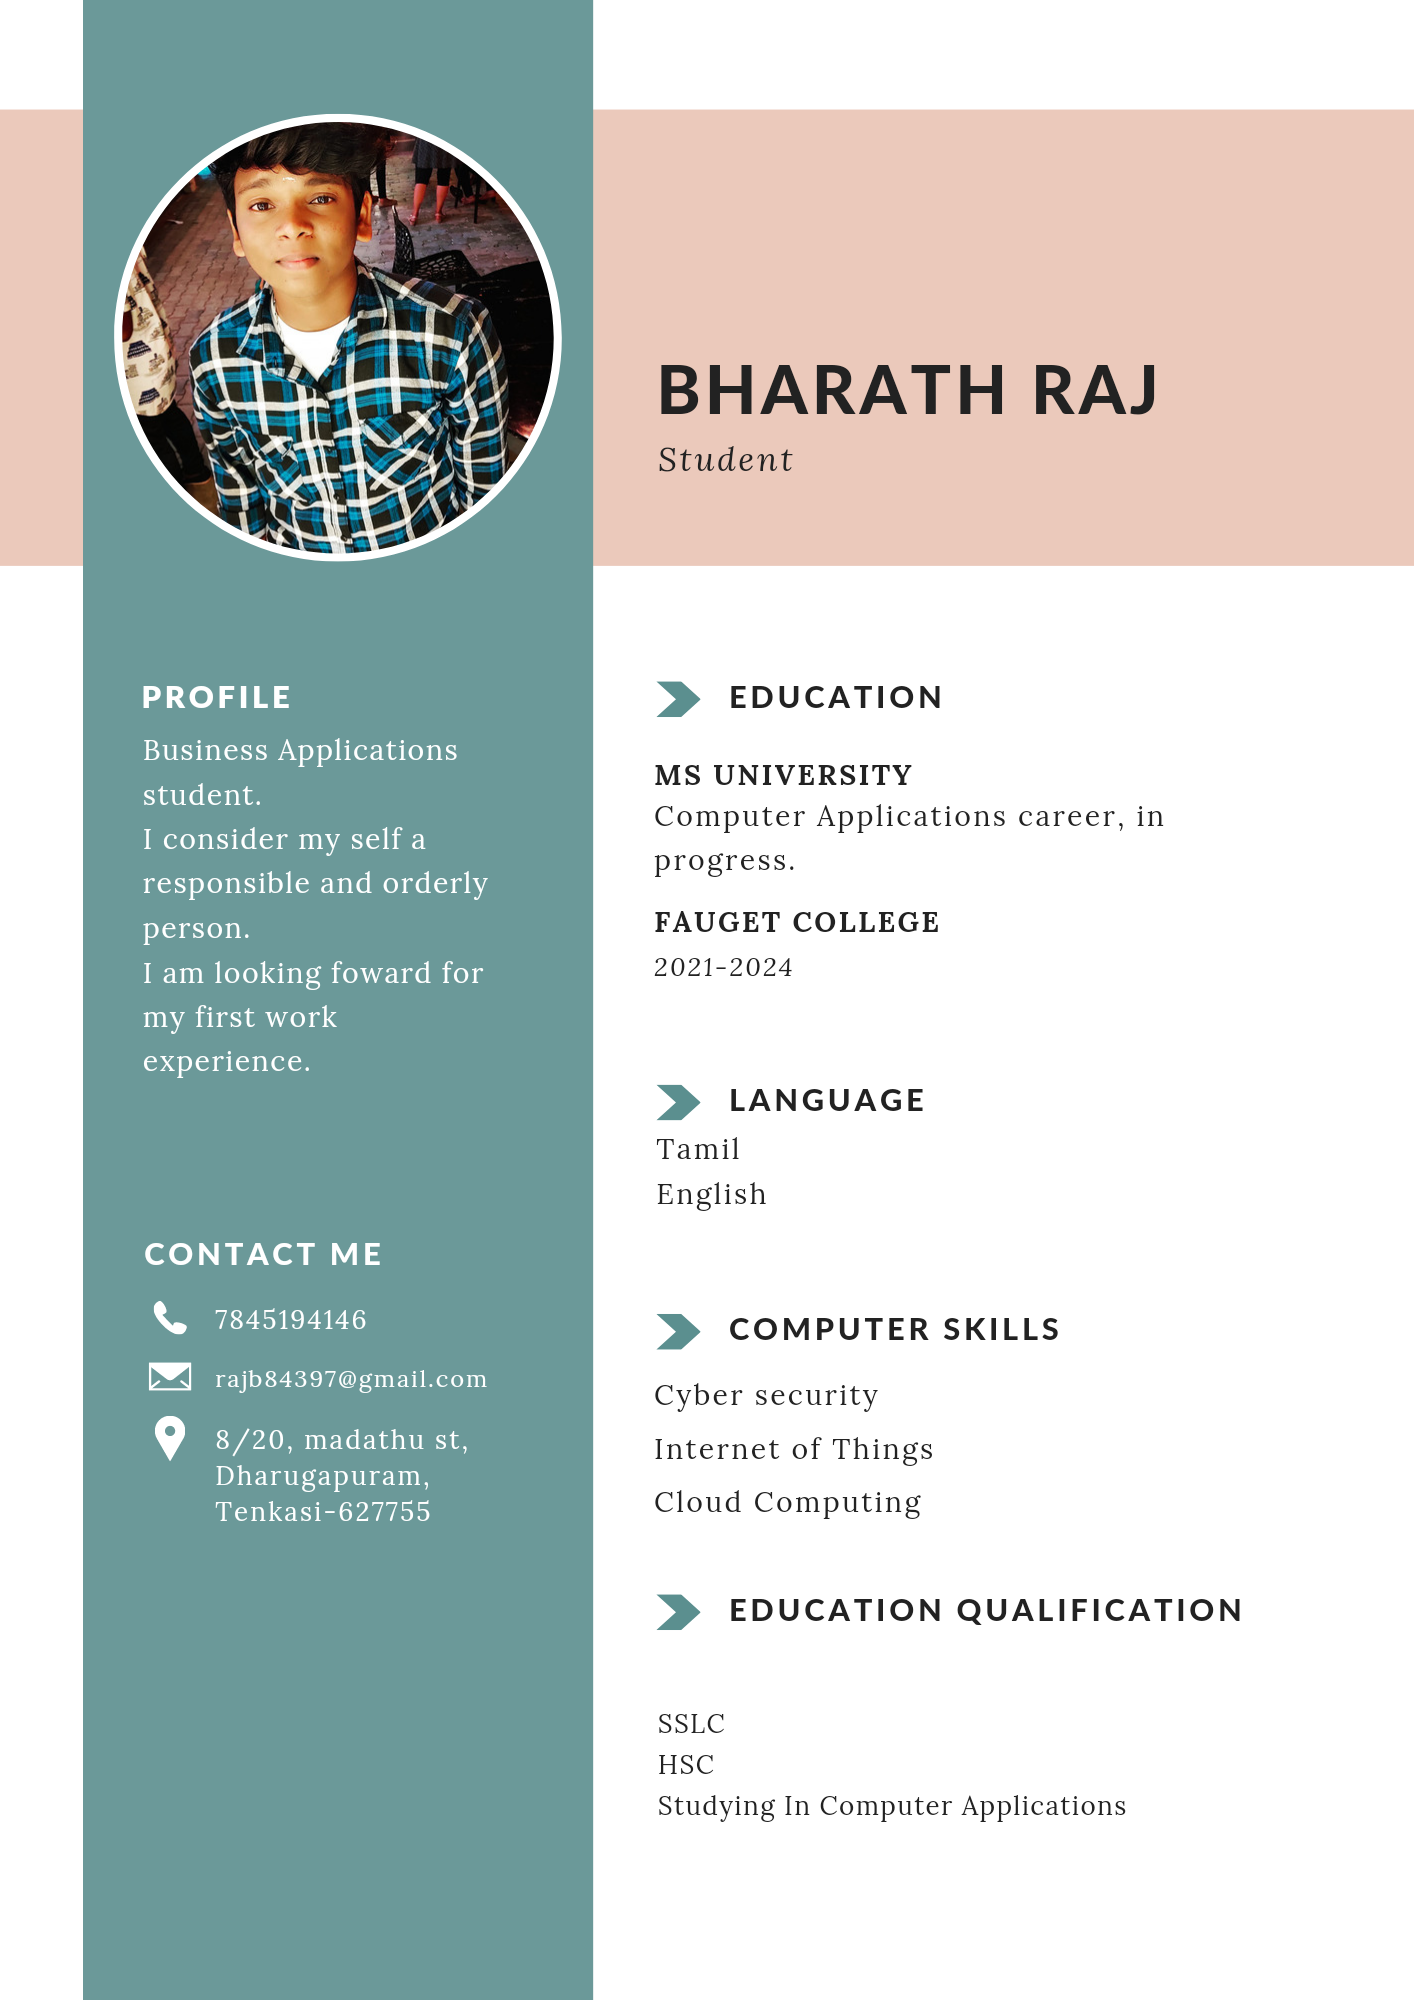 BHARATH RAJ
Student
PROFILE
Business Applications
student.
I consider my self a
responsible and orderly
person.
I am looking foward for
my first work
experience.
CONTACT ME
7845194146
rajb84397@gmail.com
8/20, madathu st,
Dharugapuram,
Tenkasi-627755
EDUCATION
MS UNIVERSITY
Computer Applications career, in
progress.
FAUGET COLLEGE
2021-2024
LANGUAGE
Tamil
English
COMPUTER SKILLS
Cyber security
Internet of Things
Cloud Computing
EDUCATION QUALIFICATION
SSLC
HSC
Studying In Computer Applications